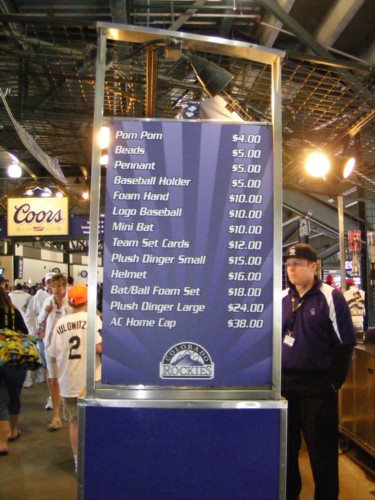 Pom Pom $4.00
Beads $5.00
Pennant $5.00
Baseball Holder $5.00
Foam Hand $10.00
Logo Baseball $10.00
Mini Bat $10.00
Team Set Cards $12.00
Plush Dinger Small $15.00
Helmet $16.00
Bat/Ball Foam Set $18.00
Plush Dinger Large $24.00
AC Home Cap $38.00
COLORADO
ROCKIES
Coors
TULOWITZ
2